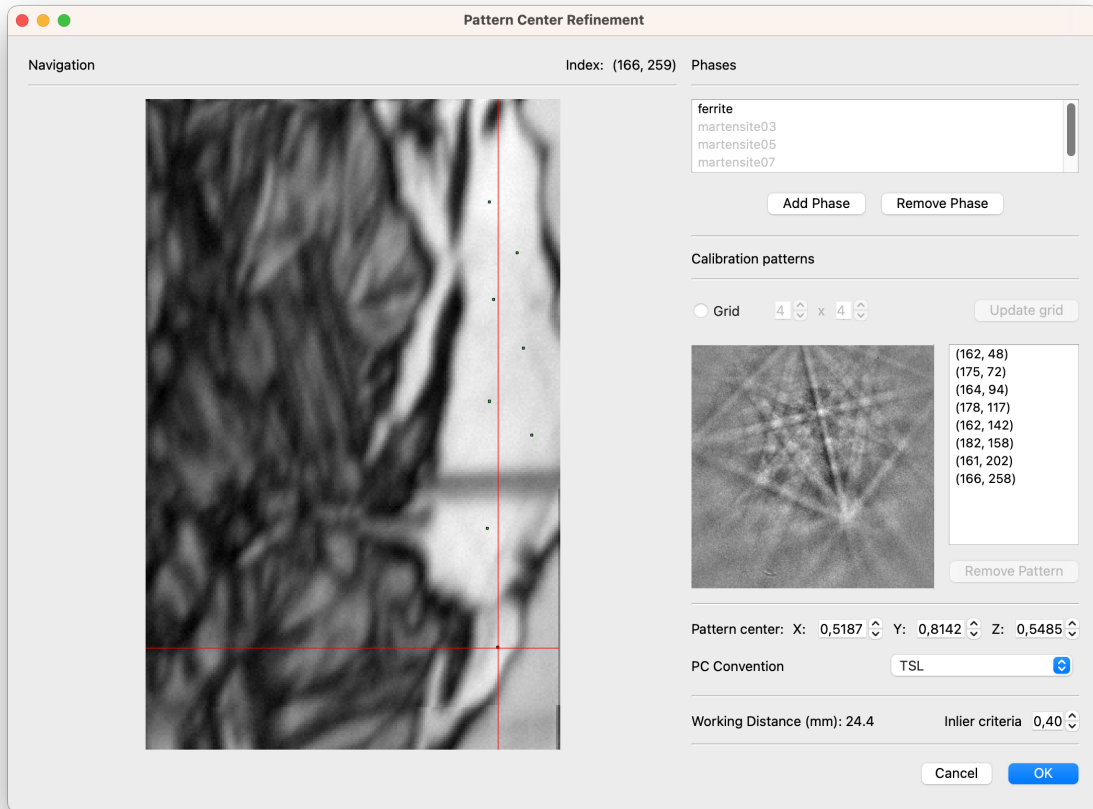 Pattern Center Refinement
Navigation
Index: (166, 259)
Phases
ferrite
martensite03
martensite05
martensite07
Add Phase
Remove Phase
Calibration patterns
Grid 4 x 4
Update grid
(162, 48)
(175, 72)
(164, 94)
(178, 117)
(162, 142)
(182, 158)
(161, 202)
(166, 258)
Remove Pattern
Pattern center: X: 0,5187 Y: 0,8142 Z: 0,5485
PC Convention TSL
Working Distance (mm): 24.4 Inlier criteria 0,40
Cancel OK